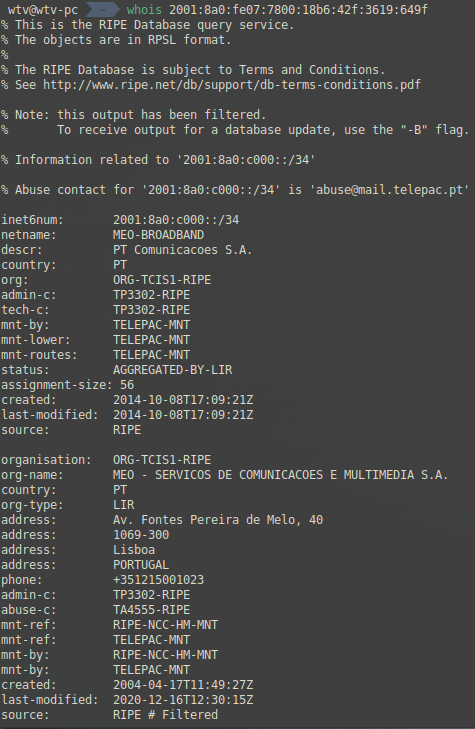 wtv@wtv-pc ~ whois 2001:8a0:fe07:7800:18b6:42f:3619:649f
% This is the RIPE Database query service.
% The objects are in RPSL format.
%
% The RIPE Database is subject to Terms and Conditions.
% See http://www.ripe.net/db/support/db-terms-conditions.pdf

% Note: this output has been filtered.
%       To receive output for a database update, use the "-B" flag.

% Information related to '2001:8a0:c000::/34'

% Abuse contact for '2001:8a0:c000::/34' is 'abuse@mail.telepac.pt'

inet6num:       2001:8a0:c000::/34
netname:        MEO-BROADBAND
descr:          PT Comunicacoes S.A.
country:        PT
org:            ORG-TCIS1-RIPE
admin-c:        TP3302-RIPE
tech-c:         TP3302-RIPE
mnt-by:         TELEPAC-MNT
mnt-lower:      TELEPAC-MNT
mnt-routes:     TELEPAC-MNT
status:         AGGREGATED-BY-LIR
assignment-size: 56
created:        2014-10-08T17:09:21Z
last-modified:  2014-10-08T17:09:21Z
source:         RIPE

organisation:   ORG-TCIS1-RIPE
org-name:       MEO - SERVICOS DE COMUNICACOES E MULTIMEDIA S.A.
country:        PT
org-type:       LIR
address:        Av. Fontes Pereira de Melo, 40
address:        1069-300
address:        Lisboa
address:        PORTUGAL
phone:          +351215001023
admin-c:        TP3302-RIPE
abuse-c:        TA4555-RIPE
mnt-ref:        RIPE-NCC-HM-MNT
mnt-ref:        TELEPAC-MNT
mnt-by:         RIPE-NCC-HM-MNT
mnt-by:         TELEPAC-MNT
created:        2004-04-17T11:49:27Z
last-modified:  2020-12-16T12:30:15Z
source:         RIPE # Filtered